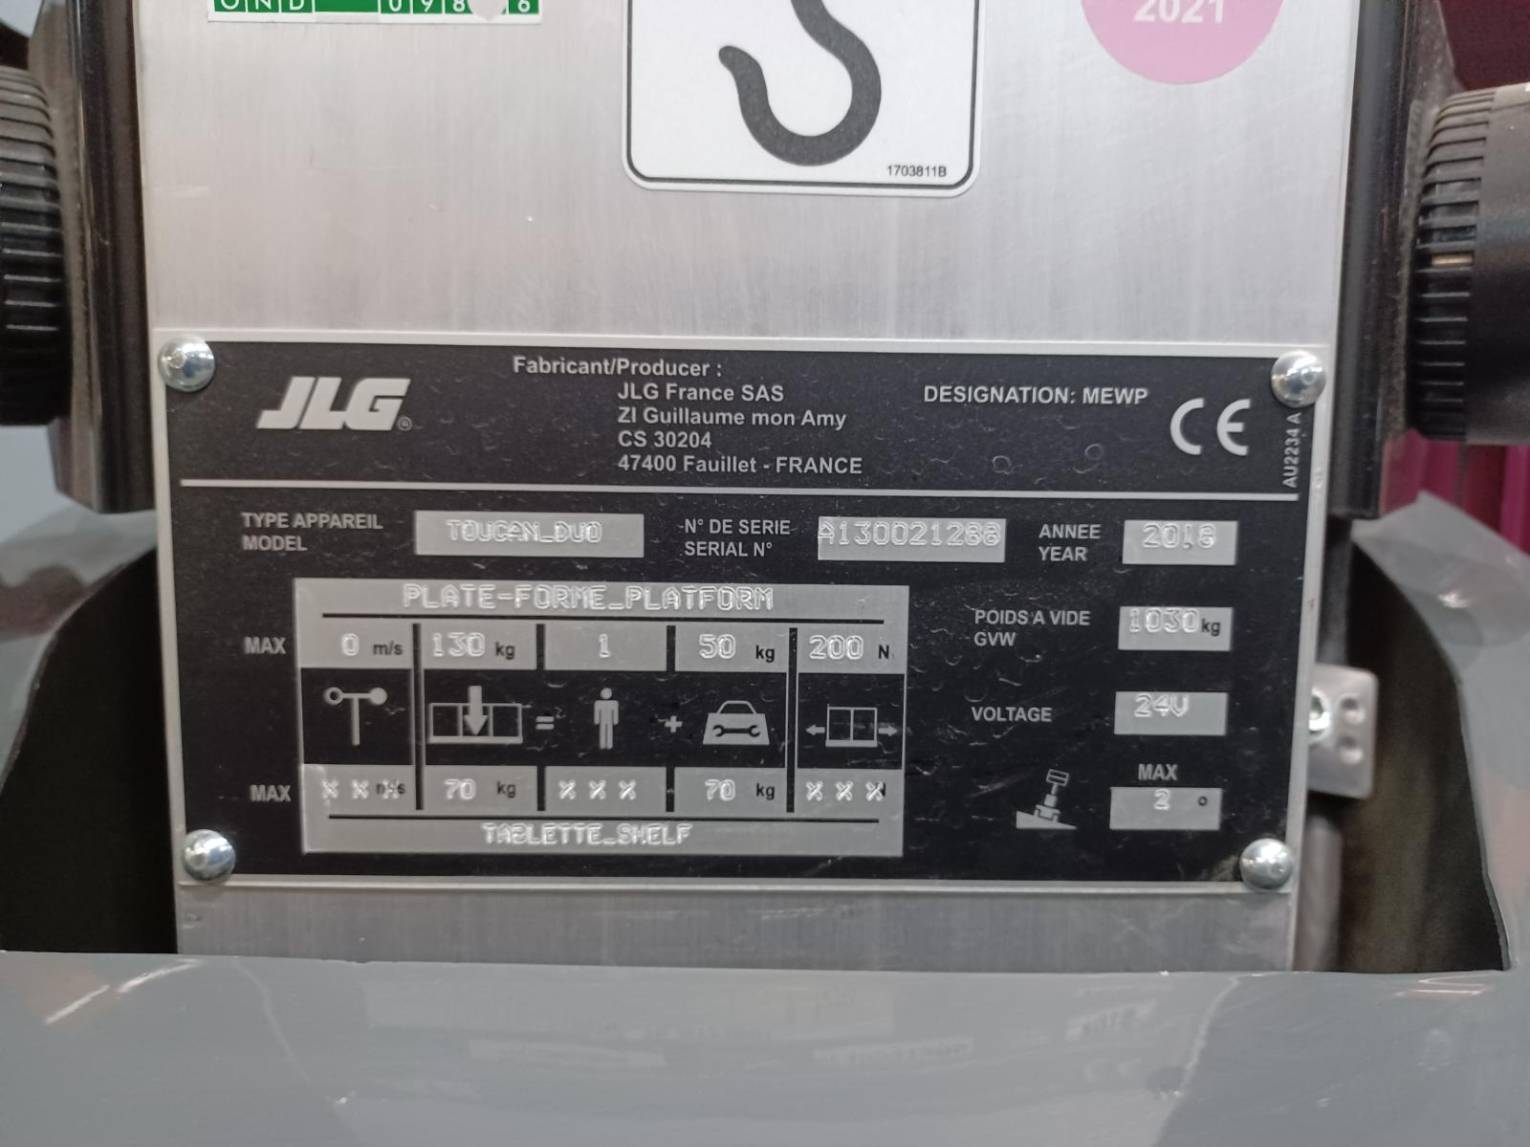 OND 098 6
2021
1703811B
JLG®
Fabricant/Producer :
JLG France SAS
ZI Guillaume mon Amy
CS 30204
47400 Fauillet - FRANCE
DESIGNATION: MEWP
CE
AU2234 A
TYPE APPAREIL
MODEL
TOUCAN_DUO
N° DE SERIE
SERIAL N°
A130021288
ANNEE
YEAR
2018
PLATE-FORME_PLATFORM
MAX 0 m/s 130 kg 1 50 kg 200 N
= +
MAX X X X m/s 70 kg X X X 70 kg X X X N
TABLETTE_SHELF
POIDS A VIDE
GVW
1030 kg
VOLTAGE
24V
MAX
2 °